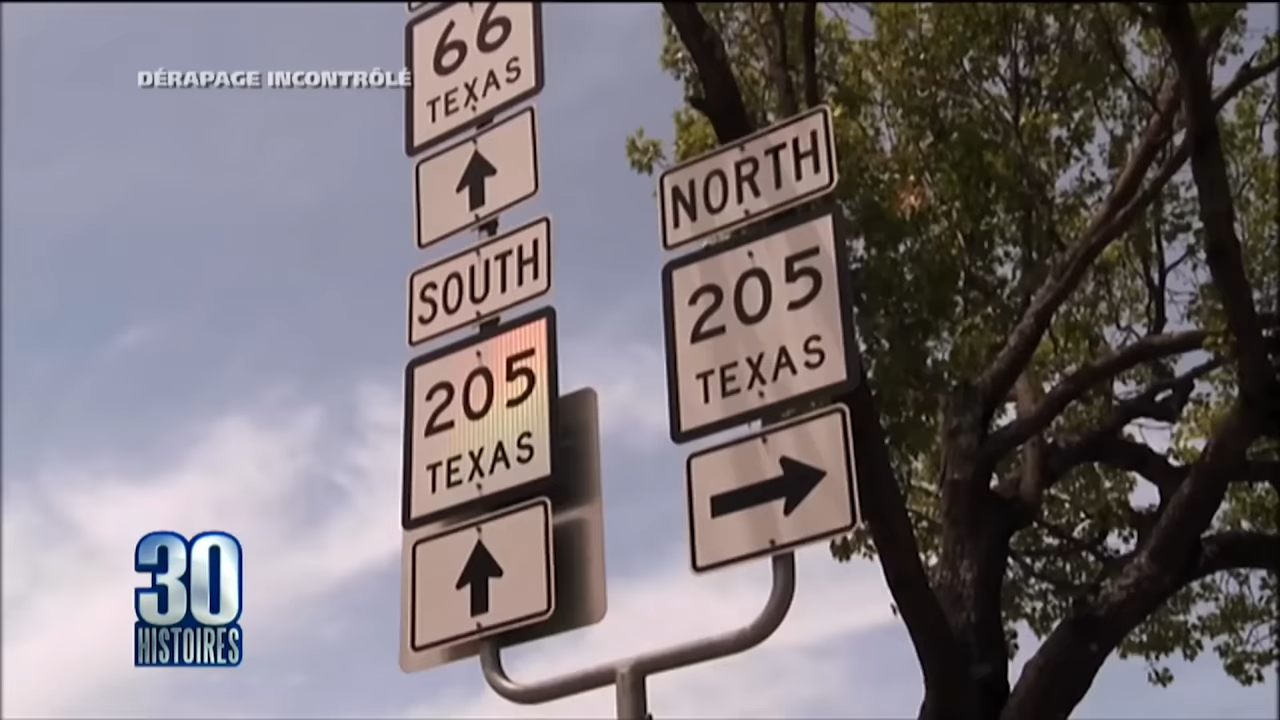 DÉRAPAGE INCONTRÔLÉ
66
TEXAS
SOUTH
205
TEXAS
NORTH
205
TEXAS
30
HISTOIRES